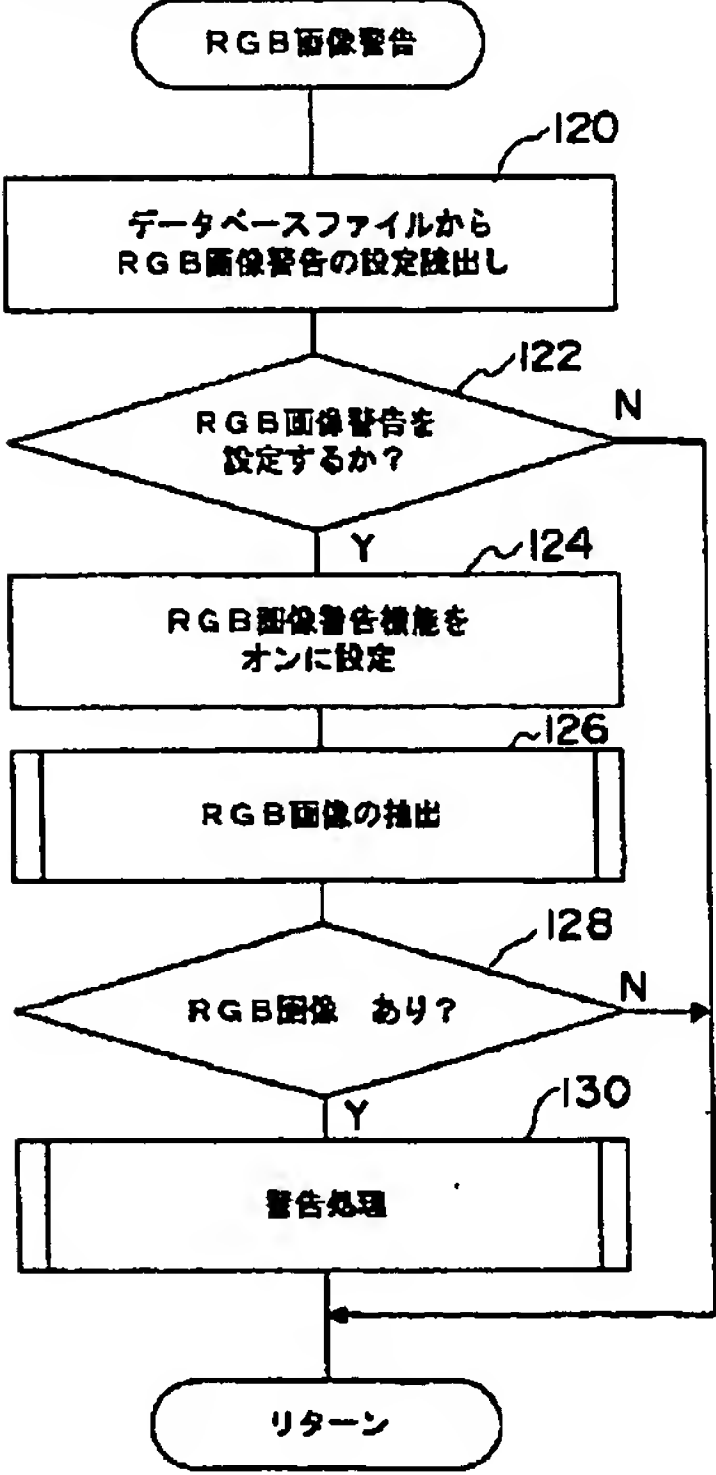 RGB画像警告
120
データベースファイルから
RGB画像警告の設定読出し
122
N
RGB画像警告を
設定するか?
Y
124
RGB画像警告機能を
オンに設定
126
RGB画像の抽出
128
N
RGB画像 あり?
Y
130
警告処理
リターン